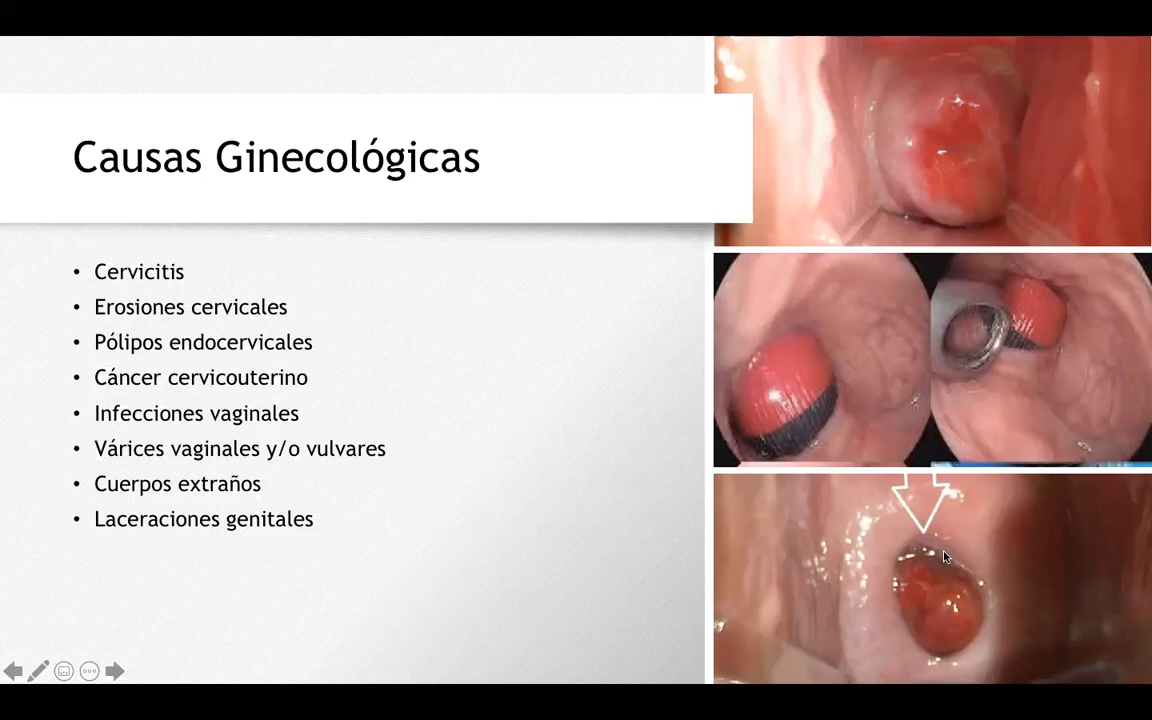 Causas Ginecológicas
• Cervicitis
• Erosiones cervicales
• Pólipos endocervicales
• Cáncer cervicouterino
• Infecciones vaginales
• Várices vaginales y/o vulvares
• Cuerpos extraños
• Laceraciones genitales